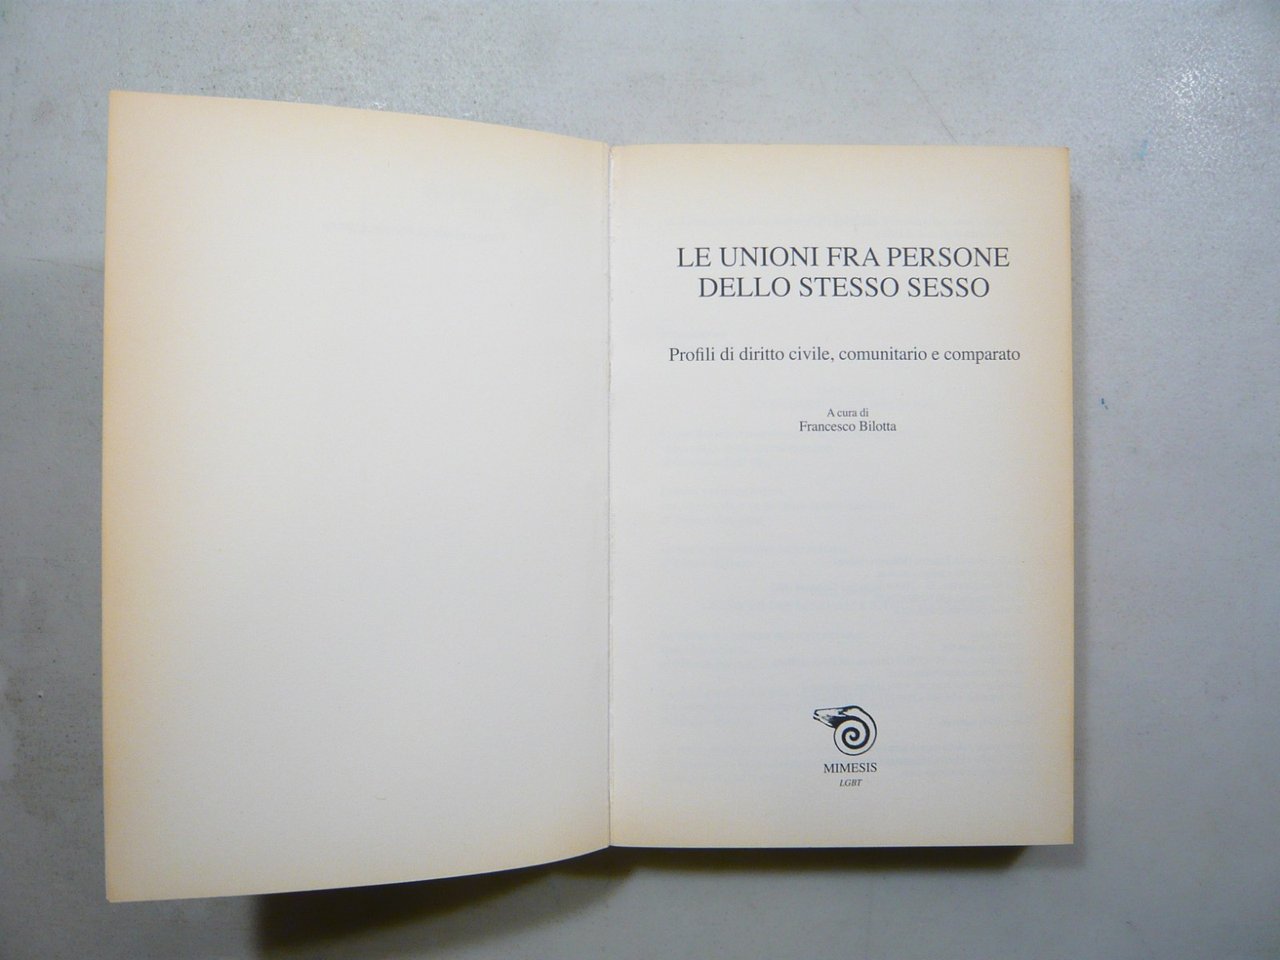 LE UNIONI FRA PERSONE
DELLO STESSO SESSO
Profili di diritto civile, comunitario e comparato
A cura di
Francesco Bilotta
MIMESIS
LGBT